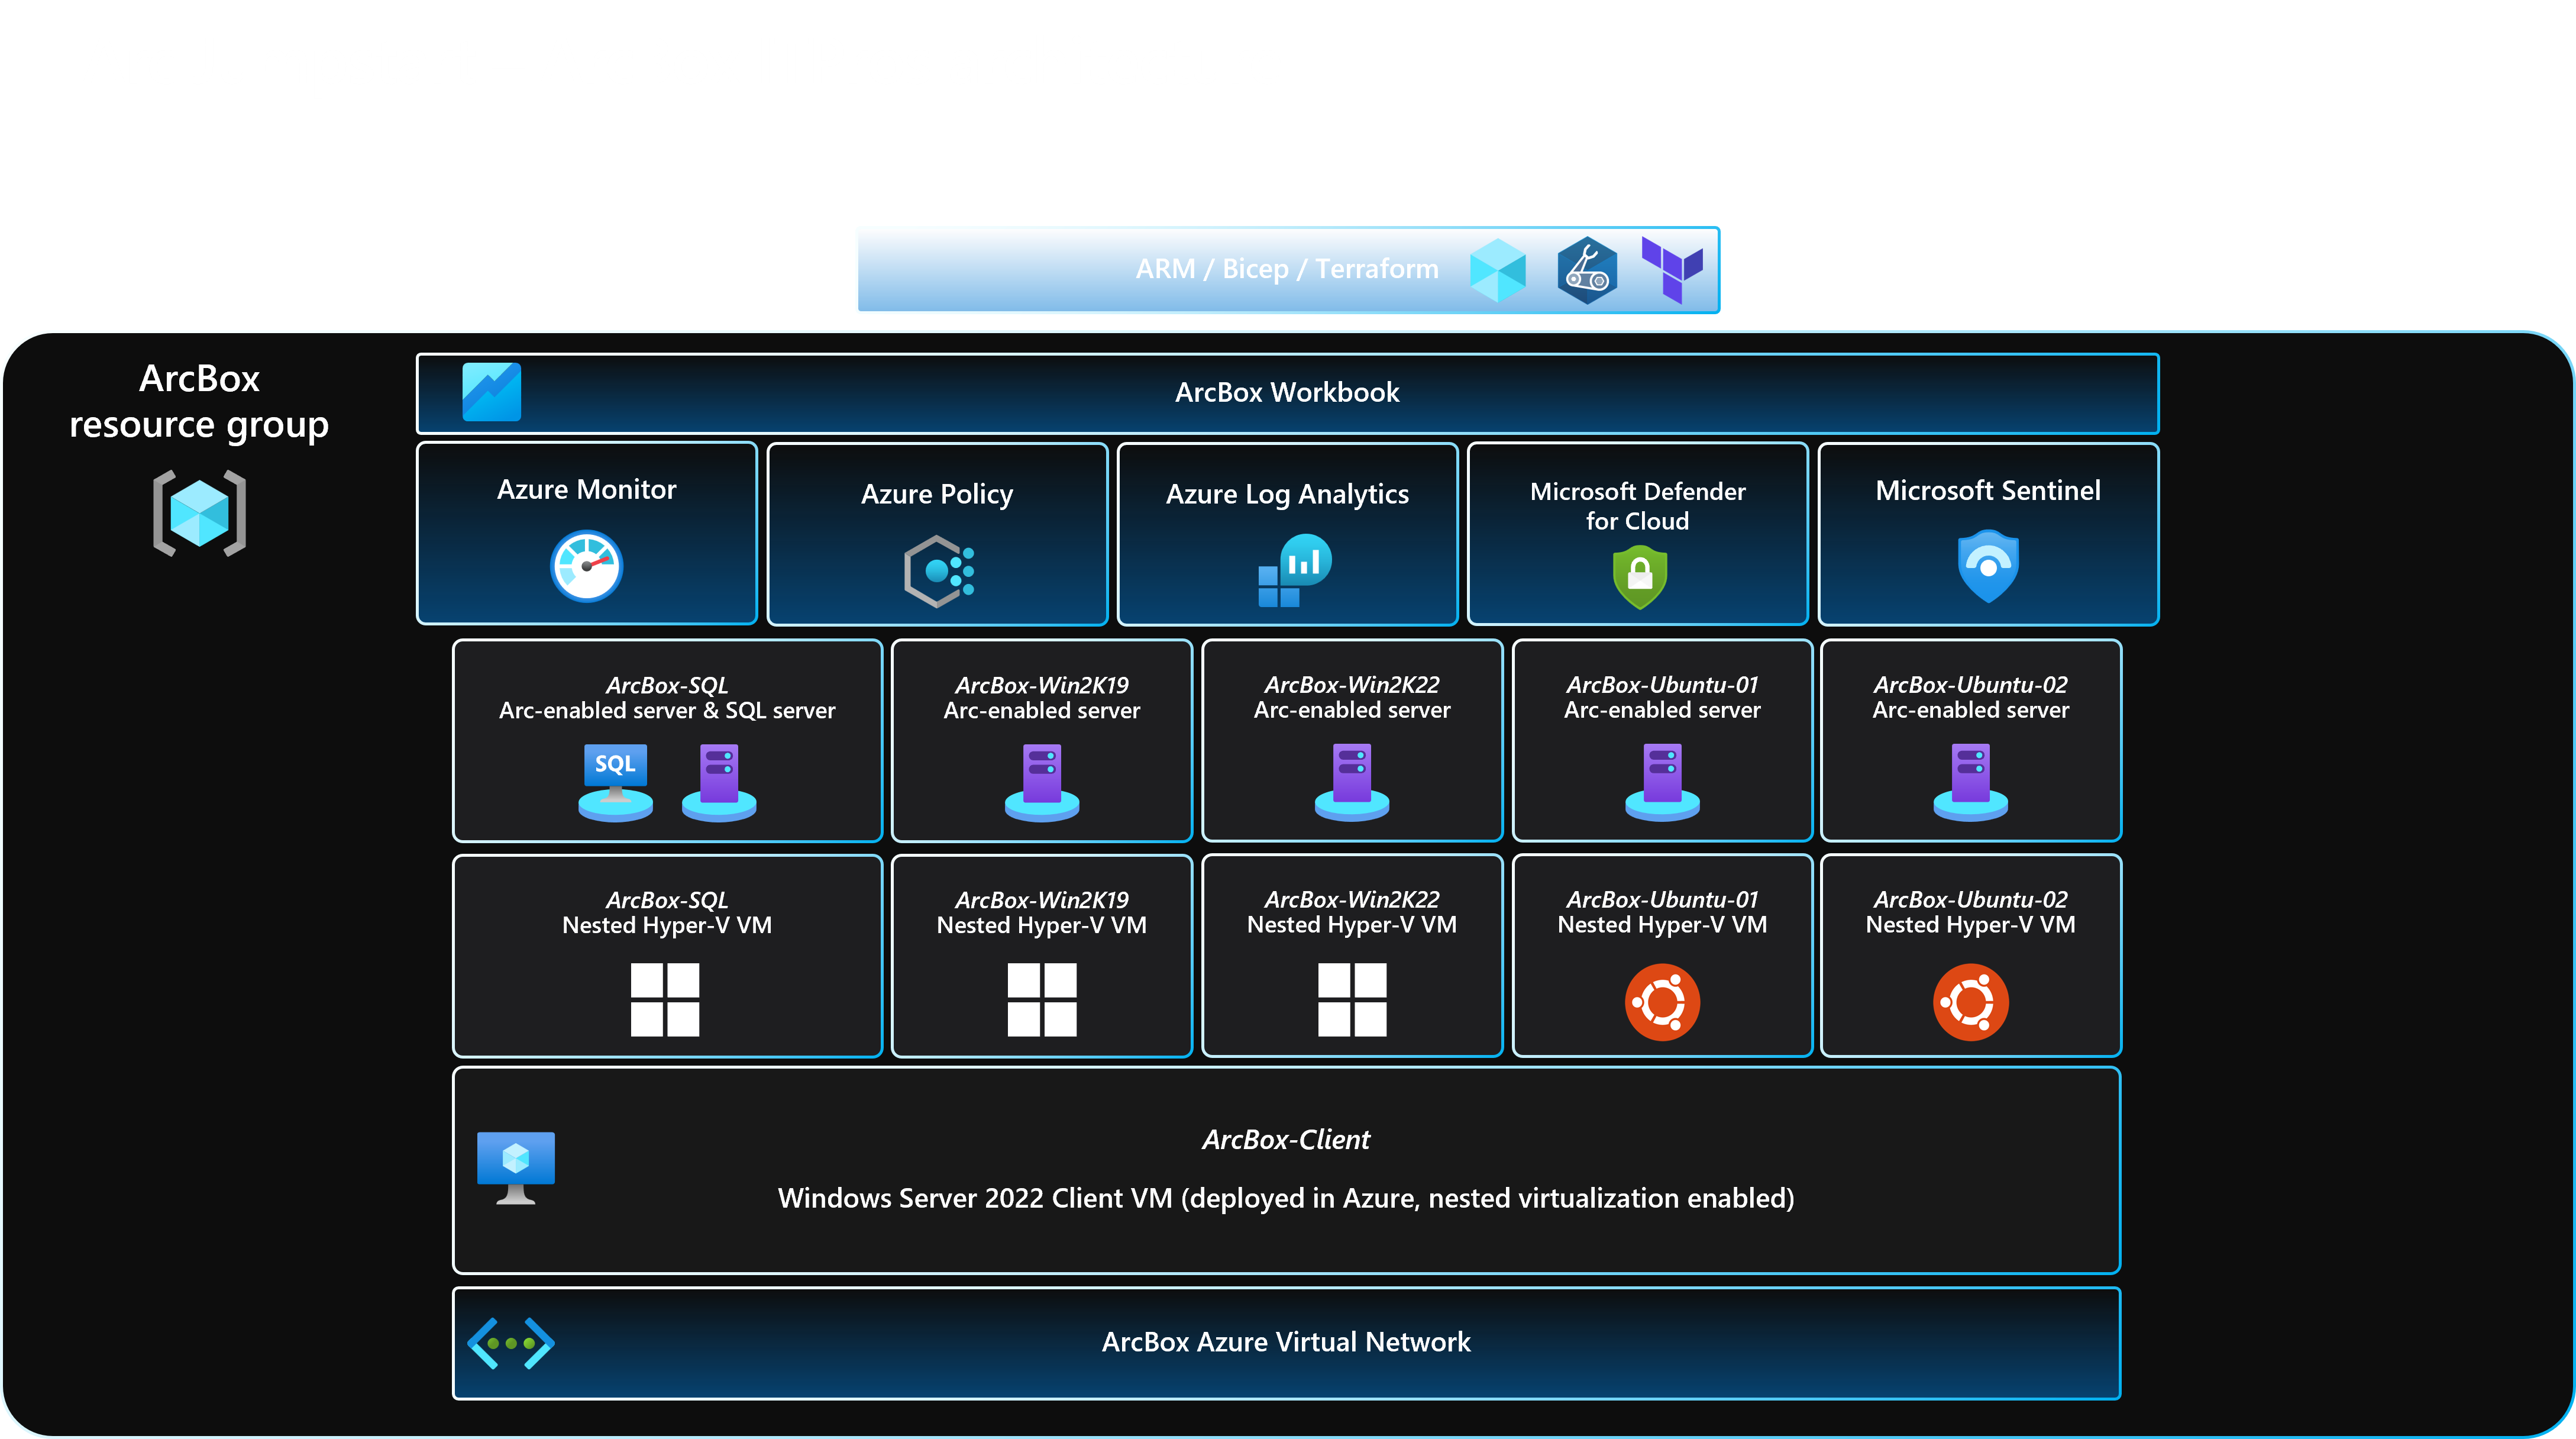 ARM / Bicep / Terraform
ArcBox
resource group
ArcBox Workbook
Azure Monitor
Azure Policy
Azure Log Analytics
Microsoft Defender
for Cloud
Microsoft Sentinel
ArcBox-SQL
Arc-enabled server & SQL server
SQL
ArcBox-Win2K19
Arc-enabled server
ArcBox-Win2K22
Arc-enabled server
ArcBox-Ubuntu-01
Arc-enabled server
ArcBox-Ubuntu-02
Arc-enabled server
ArcBox-SQL
Nested Hyper-V VM
ArcBox-Win2K19
Nested Hyper-V VM
ArcBox-Win2K22
Nested Hyper-V VM
ArcBox-Ubuntu-01
Nested Hyper-V VM
ArcBox-Ubuntu-02
Nested Hyper-V VM
ArcBox-Client
Windows Server 2022 Client VM (deployed in Azure, nested virtualization enabled)
ArcBox Azure Virtual Network